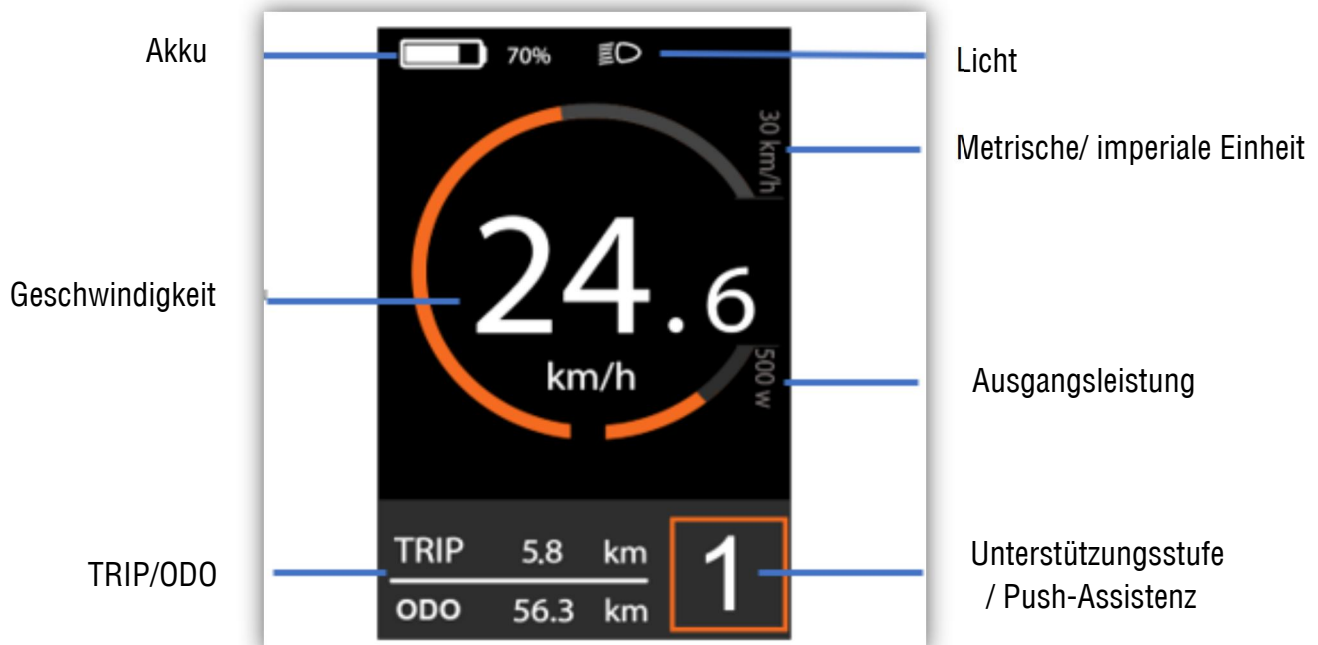 Akku
70%
Licht
30 km/h
Metrische/ imperiale Einheit
Geschwindigkeit
24.6
km/h
500 w
Ausgangsleistung
TRIP 5.8 km
TRIP/ODO
ODO 56.3 km
1
Unterstützungsstufe
/ Push-Assistenz